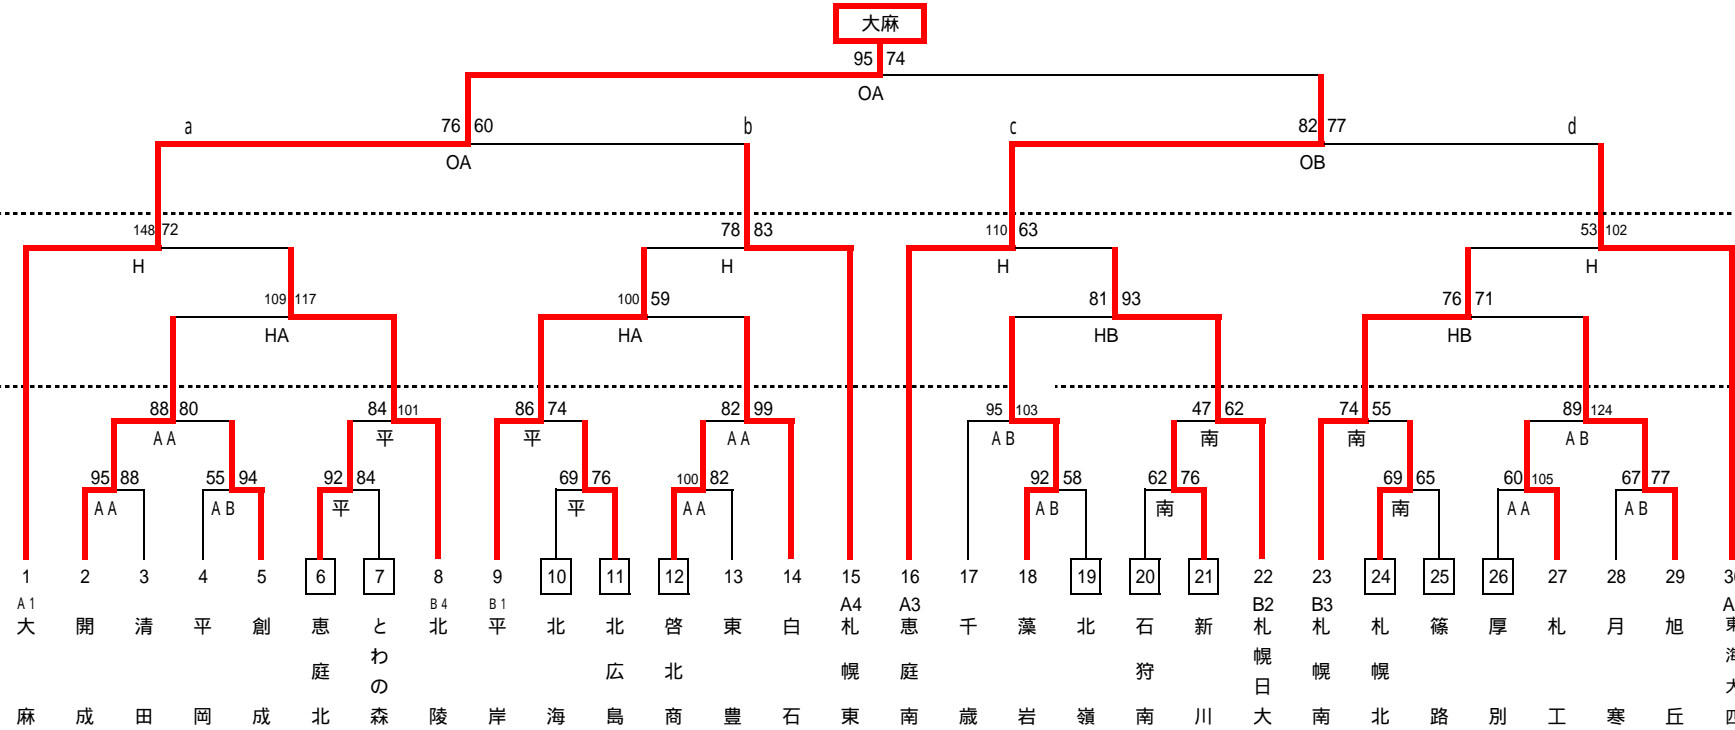 大麻
95 74
OA
a 76 60 b c 82 77 d
OA OB
148 72 78 83 110 63 53 102
H H H H
109 117 100 59 81 93 76 71
HA HA HB HB
88 80 84 101 86 74 82 99 95 103 47 62 74 55 89 124
AA 平 平 AA AB 南 南 AB
95 88 55 94 92 84 69 76 100 82 92 58 62 76 69 65 60 105 67 77
AA AB 平 平 AA AB 南 南 AA AB
1 2 3 4 5 6 7 8 9 10 11 12 13 14 15 16 17 18 19 20 21 22 23 24 25 26 27 28 29
A1 B4 B1 A4 A3 B2 B3
大麻
開成
清田
平岡
創成
恵庭北
とわの森
北陵
平岸
北海
北広島
啓北商
東豊
白石
札幌東
恵庭南
千歳
藻岩
北嶺
石狩南
新川
札幌日大
札幌南
札幌北
篠路
厚別
札工
月寒
旭丘
東海大四